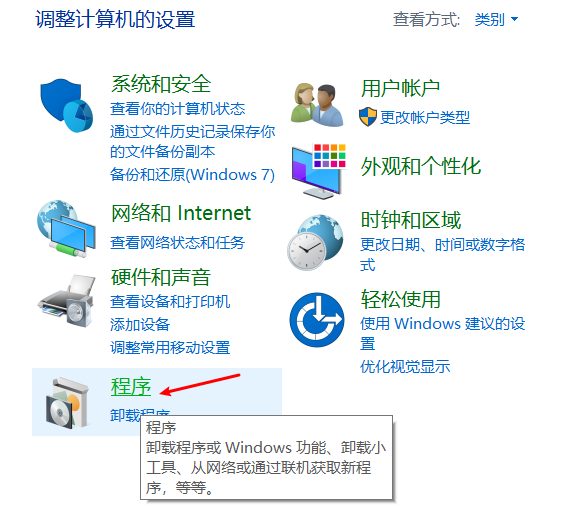 调整计算机的设置
查看方式: 类别
系统和安全
查看你的计算机状态
通过文件历史记录保存你
的文件备份副本
备份和还原(Windows 7)
网络和 Internet
查看网络状态和任务
硬件和声音
查看设备和打印机
添加设备
调整常用移动设置
程序
卸载程序
程序
卸载程序或 Windows 功能、卸载小
工具、从网络或通过联机获取新程
序，等等。
用户帐户
更改帐户类型
外观和个性化
时钟和区域
更改日期、时间或数字格
式
轻松使用
使用 Windows 建议的设
置
优化视觉显示